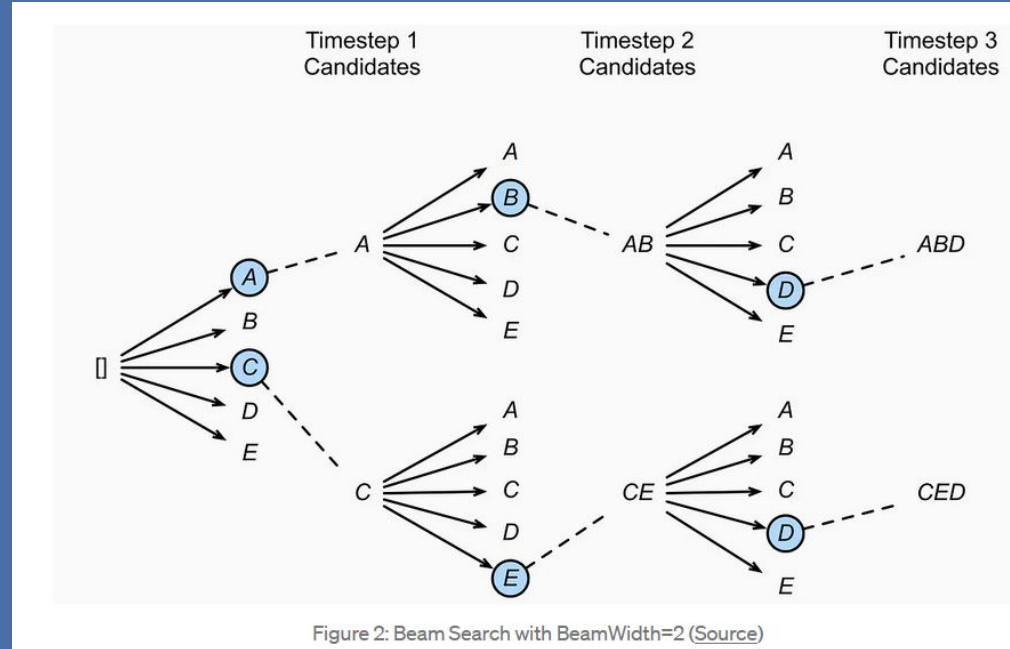 Timestep 1
Candidates
Timestep 2
Candidates
Timestep 3
Candidates
[]
A
B
C
D
E
A
A
B
C
D
E
C
A
B
C
D
E
AB
A
B
C
D
E
ABD
CE
A
B
C
D
E
CED
Figure 2: Beam Search with BeamWidth=2 (Source)